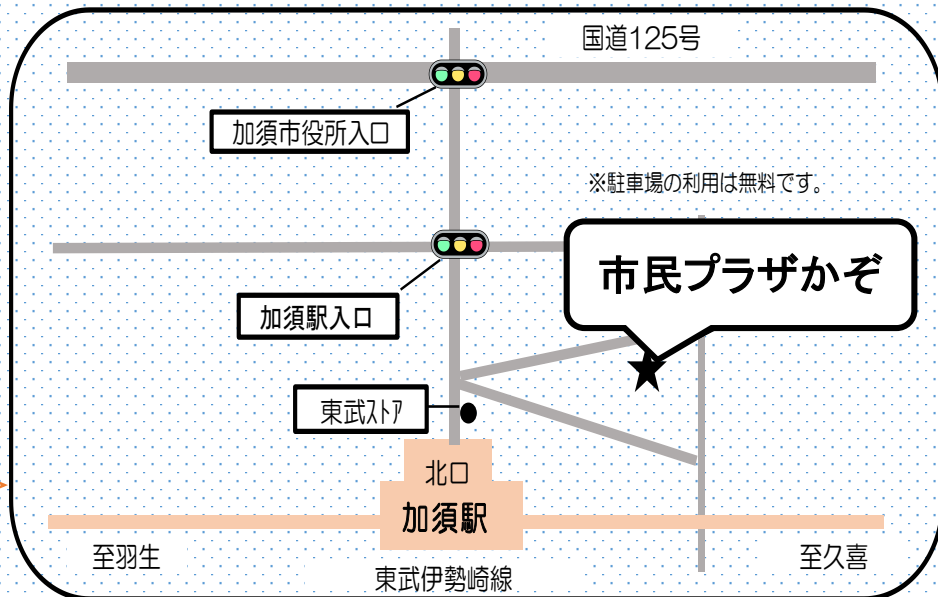 国道125号
加須市役所入口
※駐車場の利用は無料です。
市民プラザかぞ
加須駅入口
東武ストア
北口
加須駅
至羽生
至久喜
東武伊勢崎線